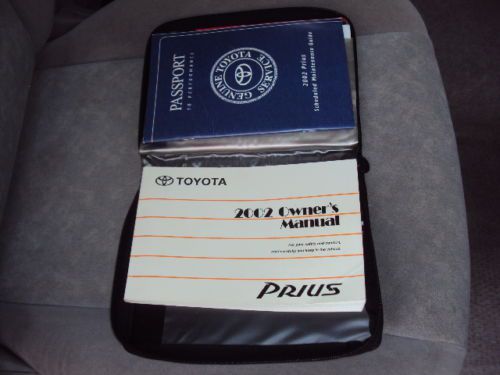 PASSPORT
TO PERFORMANCE
GENUINE TOYOTA SERVICE
2002 Prius
Scheduled Maintenance Guide
TOYOTA
2002 Owner's
Manual
PRIUS